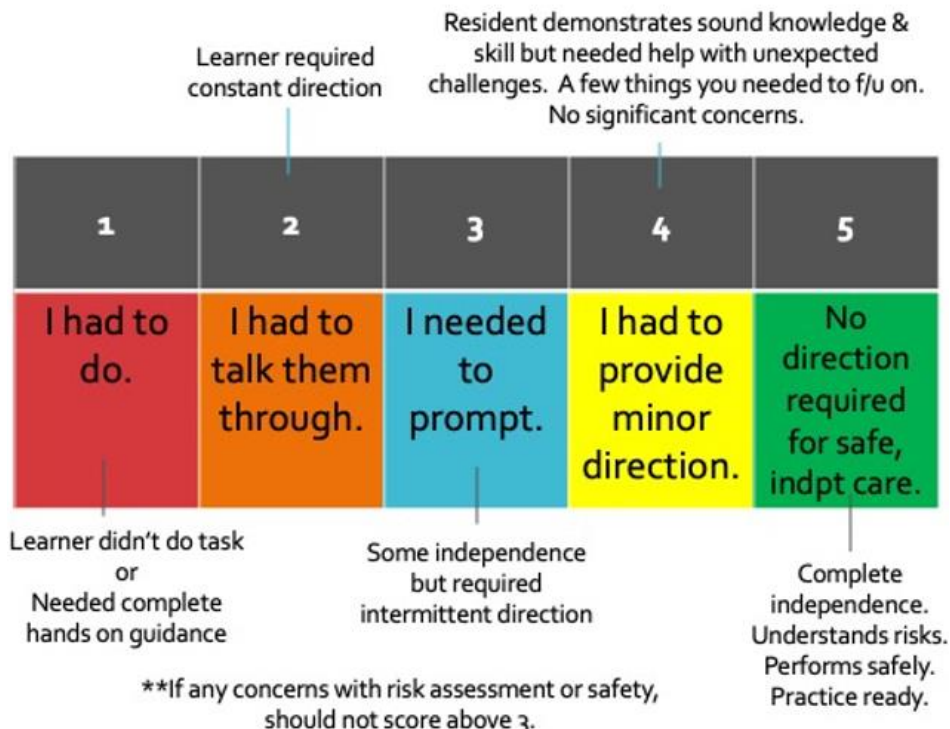 Resident demonstrates sound knowledge &
skill but needed help with unexpected
challenges. A few things you needed to f/u on.
No significant concerns.
Learner required
constant direction
1
2
3
4
5
I had to
do.
I had to
talk them
through.
I needed
to
prompt.
I had to
provide
minor
direction.
No
direction
required
for safe,
indpt care.
Learner didn't do task
or
Needed complete
hands on guidance
Some independence
but required
intermittent direction
Complete
independence.
Understands risks.
Performs safely.
Practice ready.
**If any concerns with risk assessment or safety,
should not score above 3.